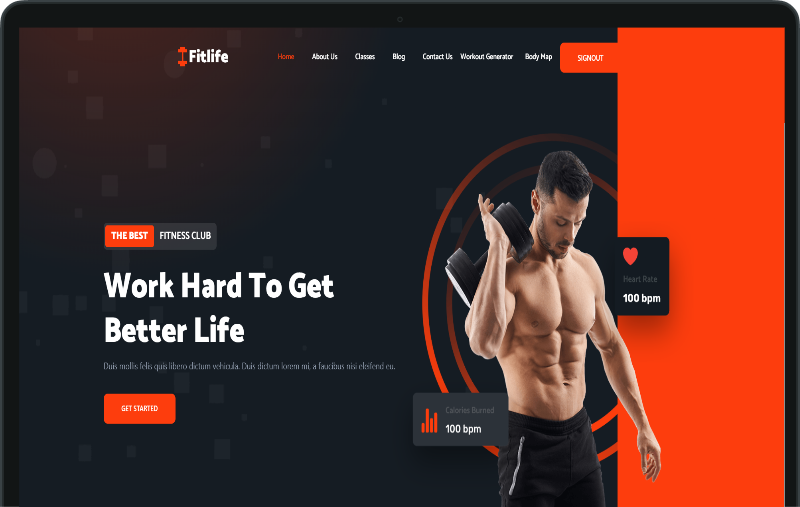 Fitlife
Home About Us Classes Blog Contact Us Workout Generator Body Map SIGNOUT
THE BEST FITNESS CLUB
Work Hard To Get
Better Life
Duis mollis felis quis libero dictum vehicula. Duis dictum lorem mi, a faucibus nisi eleifend eu.
GET STARTED
Heart Rate
100 bpm
Calories Burned
100 bpm